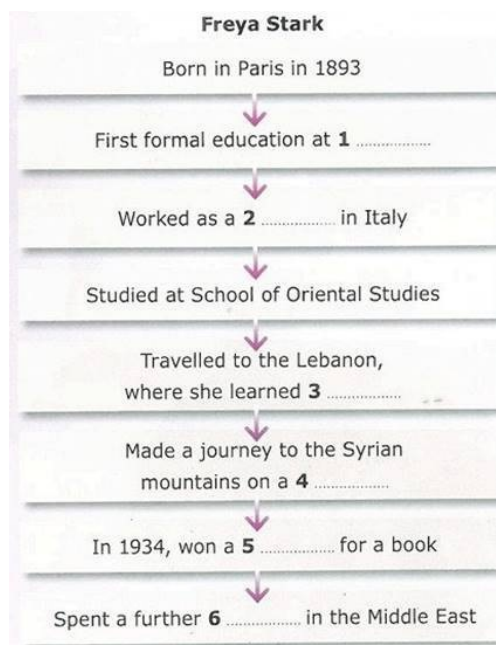 Freya Stark
Born in Paris in 1893
First formal education at 1 ..................
Worked as a 2 .................. in Italy
Studied at School of Oriental Studies
Travelled to the Lebanon,
where she learned 3 ..................
Made a journey to the Syrian
mountains on a 4 ..................
In 1934, won a 5 .................. for a book
Spent a further 6 .................. in the Middle East